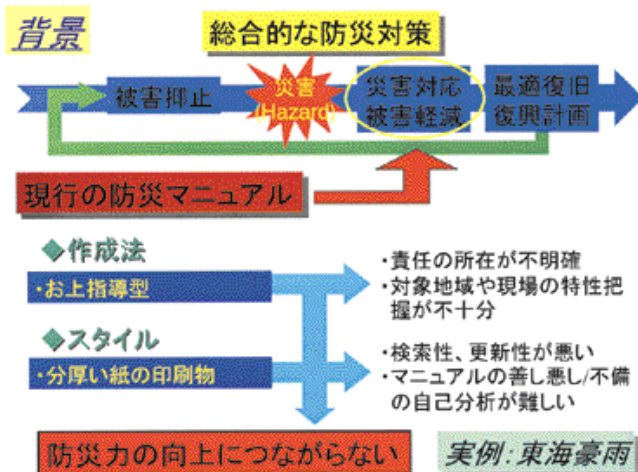 背景
総合的な防災対策
被害抑止
災害
(Hazard)
災害対応
被害軽減
最適復旧
復興計画
現行の防災マニュアル
◆作成法
・お上指導型
・責任の所在が不明確
・対象地域や現場の特性把
握が不十分
◆スタイル
・分厚い紙の印刷物
・検索性、更新性が悪い
・マニュアルの善し悪し/不備
の自己分析が難しい
防災力の向上につながらない
実例:東海豪雨